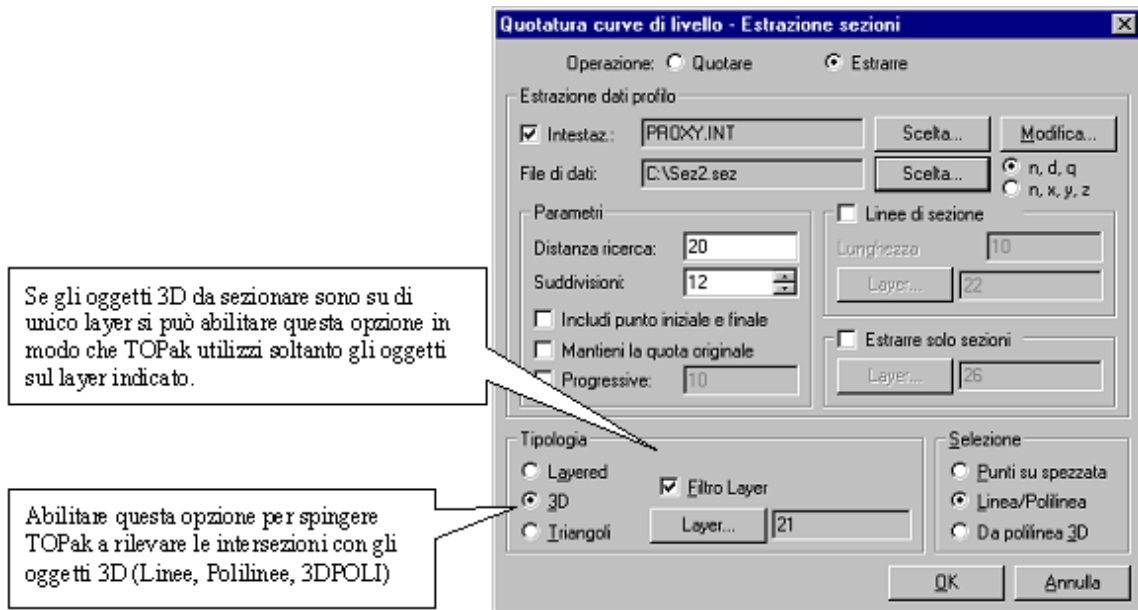 Quotatura curve di livello - Estrazione sezioni
Operazione: Quotare Estrarre
Estrazione dati profilo
Intestaz.: PROXY.INT Scelta... Modifica...
File di dati: C:\Sez2.sez Scelta... n, d, q
n, x, y, z
Parametri
Distanza ricerca: 20
Suddivisioni: 12
Includi punto iniziale e finale
Mantieni la quota originale
Progressive: 10
Linee di sezione
Lunghezza 10
Layer... 22
Estrarre solo sezioni
Layer... 26
Tipologia
Layered
3D
Triangoli
Filtro Layer
Layer... 21
Selezione
Punti su spezzata
Linea/Polilinea
Da polilinea 3D
OK Annulla
Se gli oggetti 3D da sezionare sono su di
unico layer si può abilitare questa opzione in
modo che TOPak utilizzi soltanto gli oggetti
sul layer indicato.
Abilitare questa opzione per spingere
TOPak a rilevare le intersezioni con gli
oggetti 3D (Linee, Polilinee, 3DPOLI)